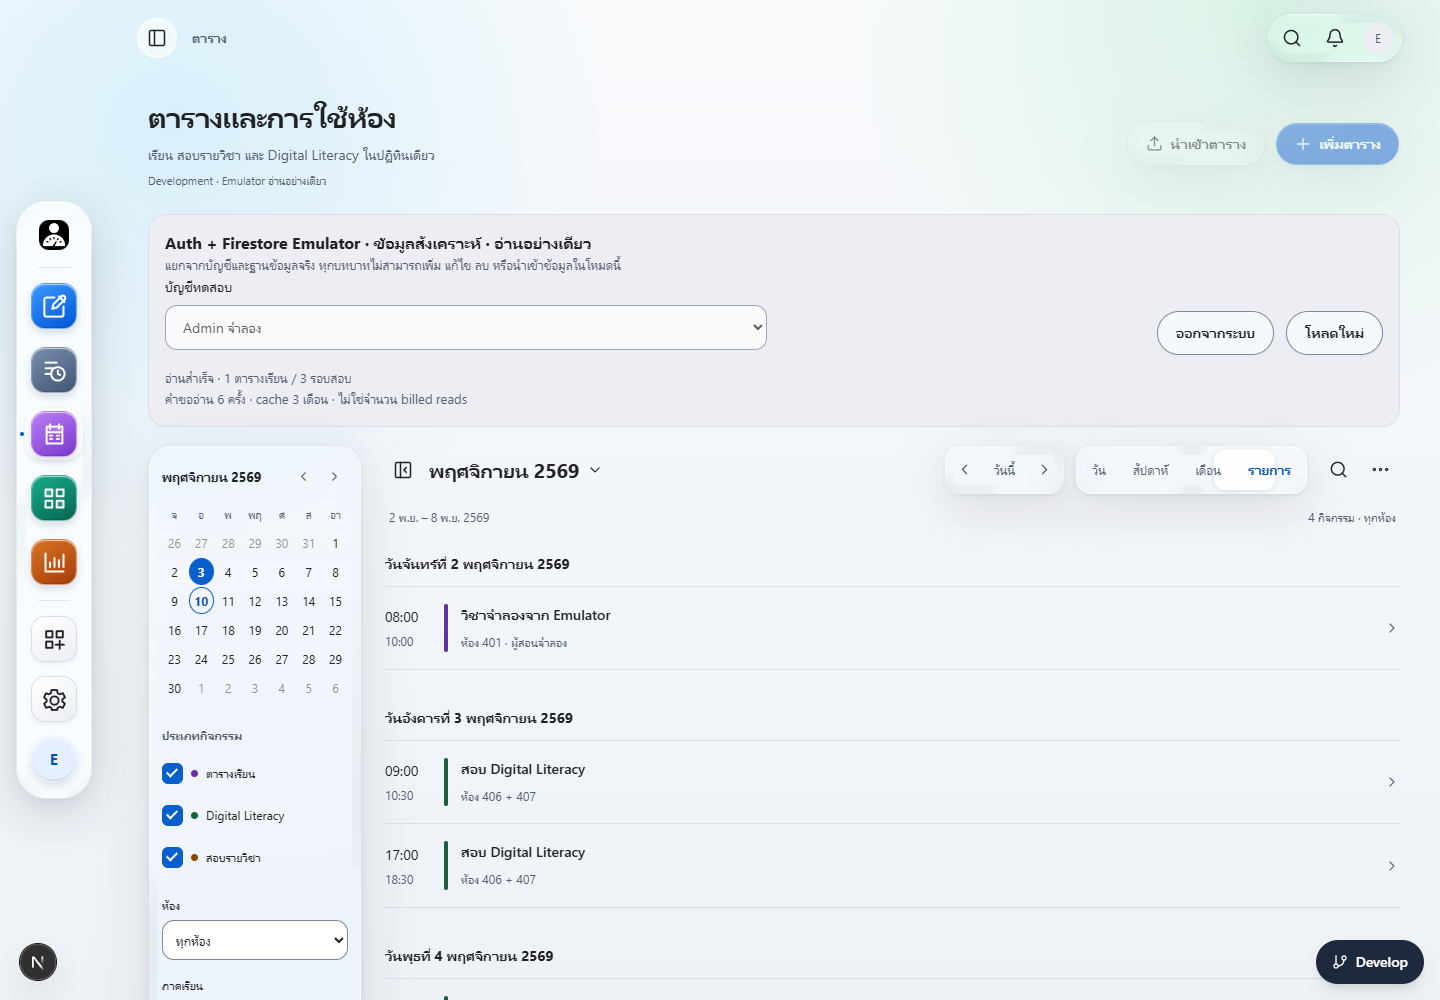 ตาราง
E
ตารางและการใช้ห้อง
เรียน สอบรายวิชา และ Digital Literacy ในปฏิทินเดียว
Development · Emulator อ่านอย่างเดียว
นำเข้าตาราง
เพิ่มตาราง
Auth + Firestore Emulator · ข้อมูลสังเคราะห์ · อ่านอย่างเดียว
แยกจากบัญชีและฐานข้อมูลจริง ทุกบทบาทไม่สามารถเพิ่ม แก้ไข ลบ หรือนำเข้าข้อมูลในโหมดนี้
บัญชีทดสอบ
Admin จำลอง
ออกจากระบบ
โหลดใหม่
อ่านสำเร็จ · 1 ตารางเรียน / 3 รอบสอบ
คำขออ่าน 6 ครั้ง · cache 3 เดือน · ไม่ใช่จำนวน billed reads
E
พฤศจิกายน 2569
จ อ พ พฤ ศ ส อา
26 27 28 29 30 31 1
2 3 4 5 6 7 8
9 10 11 12 13 14 15
16 17 18 19 20 21 22
23 24 25 26 27 28 29
30 1 2 3 4 5 6
ประเภทกิจกรรม
ตารางเรียน
Digital Literacy
สอบรายวิชา
ห้อง
ทุกห้อง
ภาคเรียน
พฤศจิกายน 2569
วันนี้
วัน สัปดาห์ เดือน รายการ
2 พ.ย. – 8 พ.ย. 2569
4 กิจกรรม · ทุกห้อง
วันจันทร์ที่ 2 พฤศจิกายน 2569
08:00
10:00
วิชาจำลองจาก Emulator
ห้อง 401 · ผู้สอนจำลอง
วันอังคารที่ 3 พฤศจิกายน 2569
09:00
10:30
สอบ Digital Literacy
ห้อง 406 + 407
17:00
18:30
สอบ Digital Literacy
ห้อง 406 + 407
วันพุธที่ 4 พฤศจิกายน 2569
N
Develop